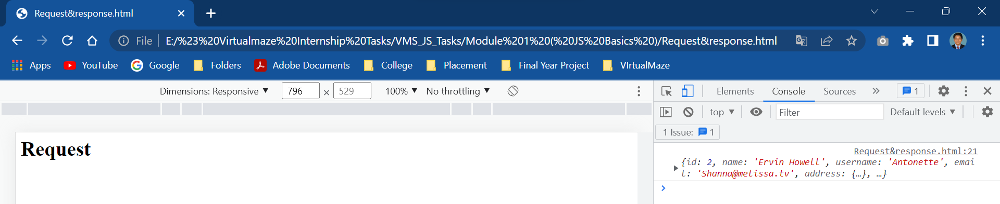 Request&response.html
File E:/%23%20Virtualmaze%20Internship%20Tasks/VMS_JS_Tasks/Module%201%20(%20JS%20Basics%20)/Request&response.html
Apps YouTube Google Folders Adobe Documents College Placement Final Year Project VIrtualMaze
Dimensions: Responsive 796 × 529 100% No throttling
Elements Console Sources 1
top Filter Default levels
1 Issue: 1
Request
Request&response.html:21
{id: 2, name: 'Ervin Howell', username: 'Antonette', emai
l: 'Shanna@melissa.tv', address: {…}, …}